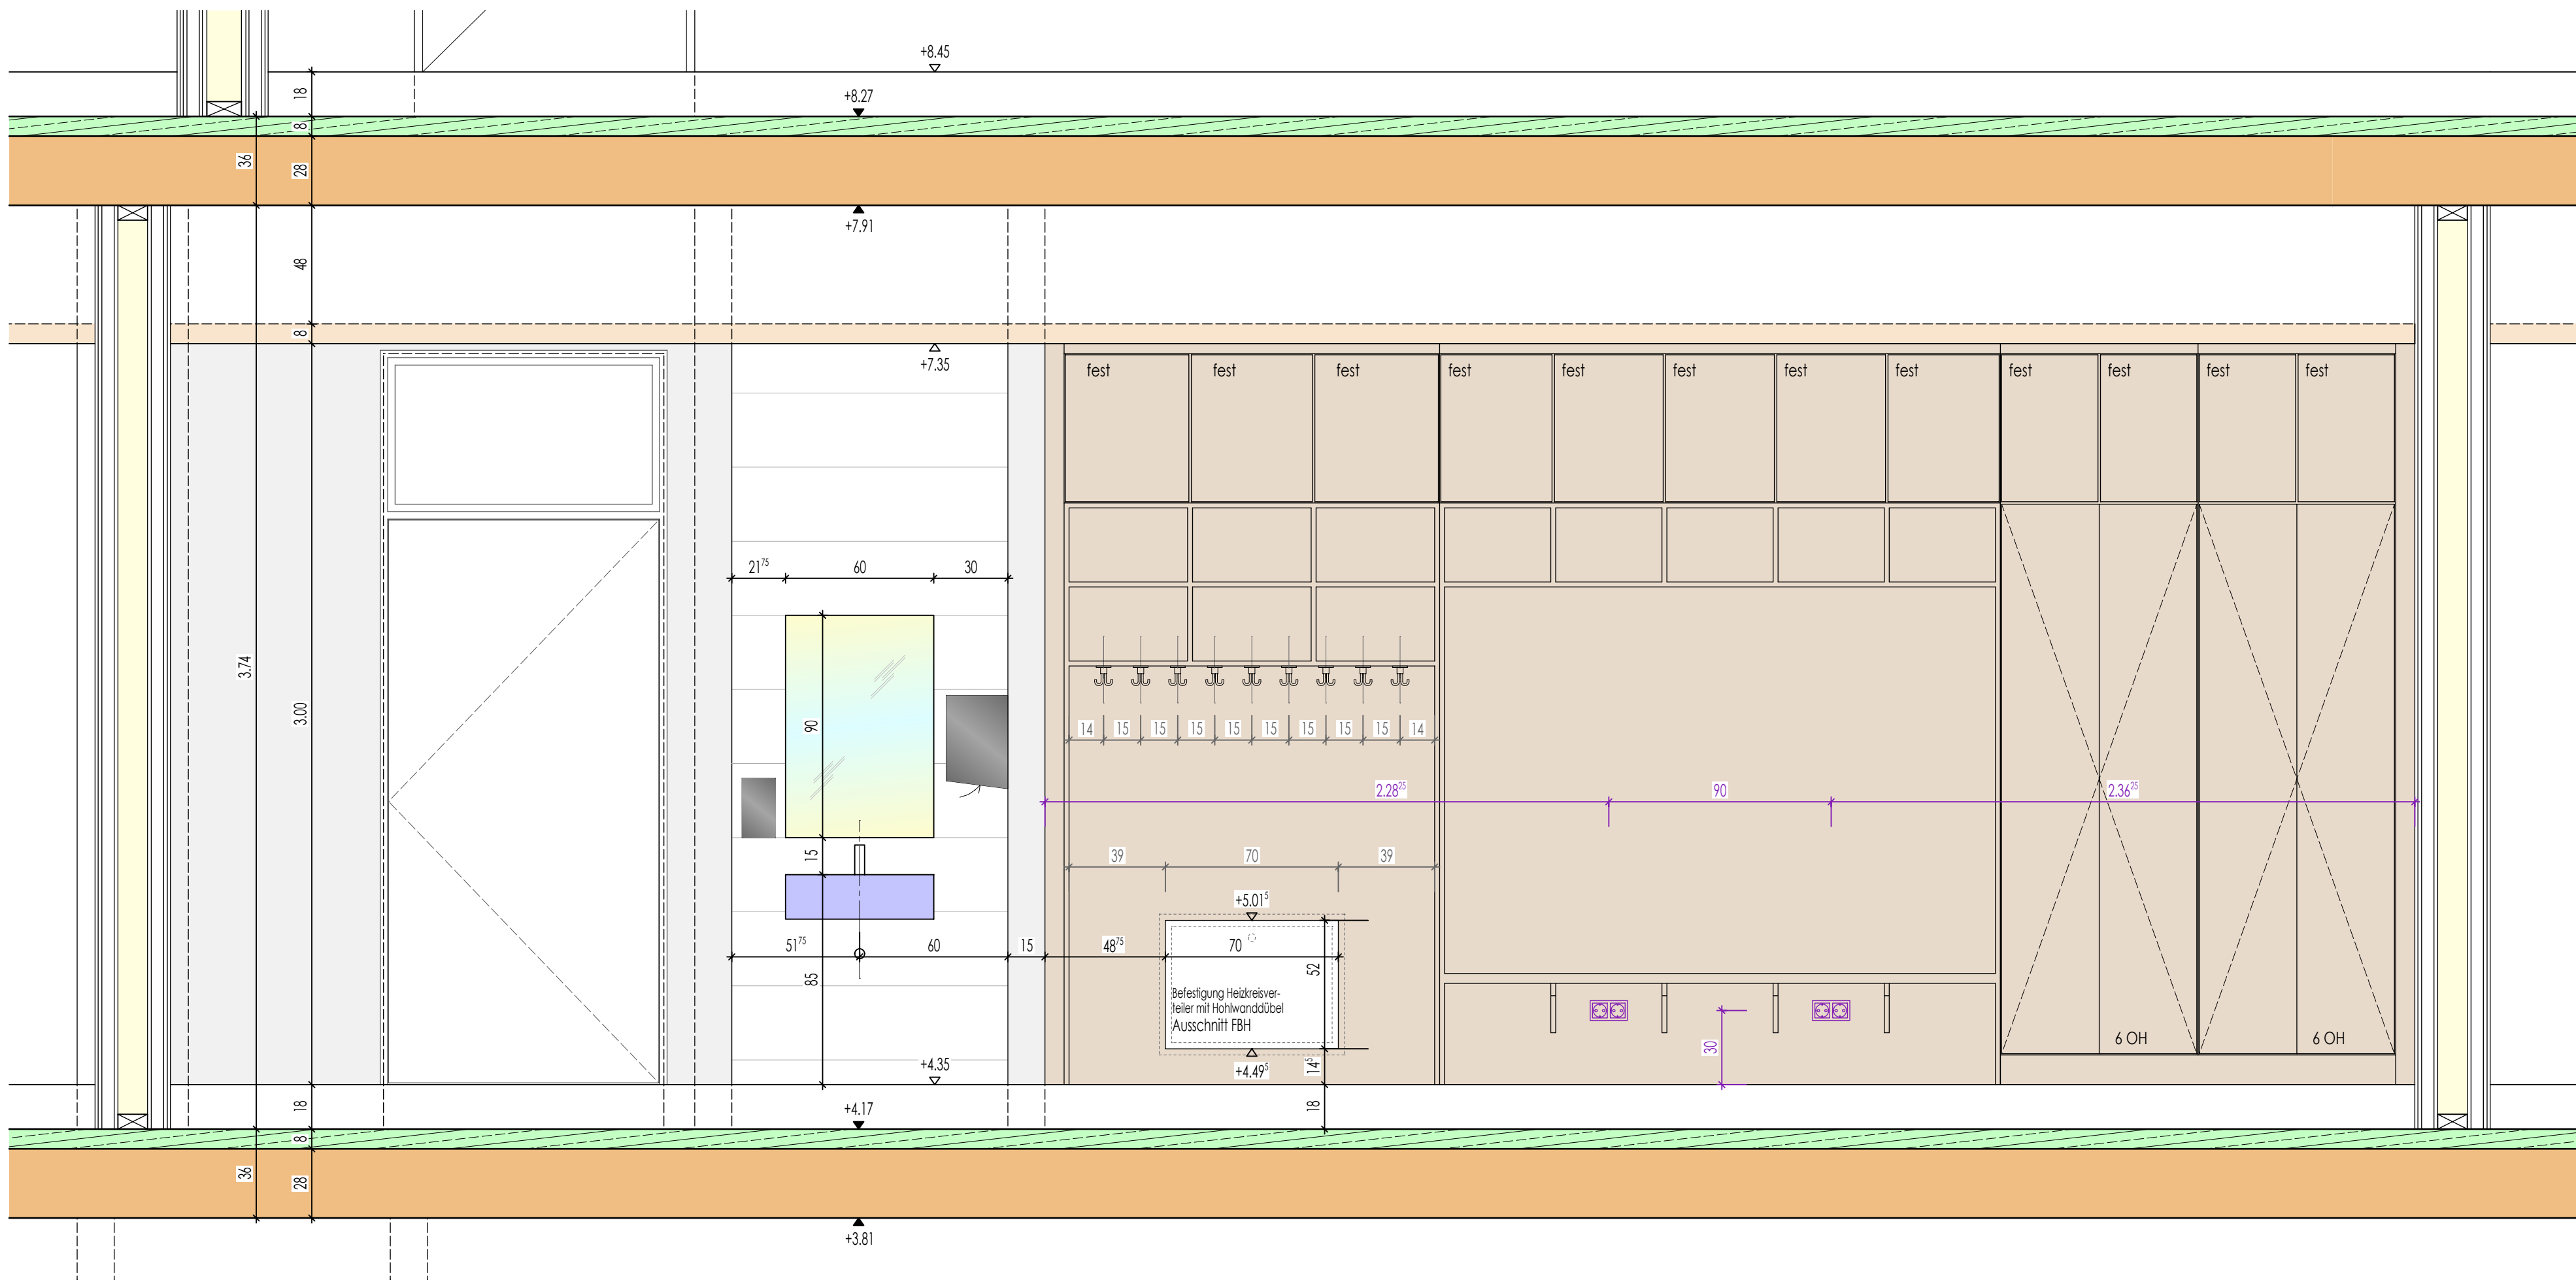 +8.45
18
+8.27
8
36
28
+7.91
48
8
+7.35
fest fest fest fest fest fest fest fest fest fest fest fest
21⁷⁵ 60 30
3.74
3.00
90
14 15 15 15 15 15 15 15 15 14
2.28²⁵ 90 2.36²⁵
15
39 70 39
+5.01⁵
51⁷⁵ 60 15 48⁷⁵ 70
52
85
Befestigung Heizkreisver-
teiler mit Hohlwanddübel
Ausschnitt FBH
30
6 OH 6 OH
+4.35
+4.49⁵
14⁵
18
+4.17
18
8
36
28
+3.81